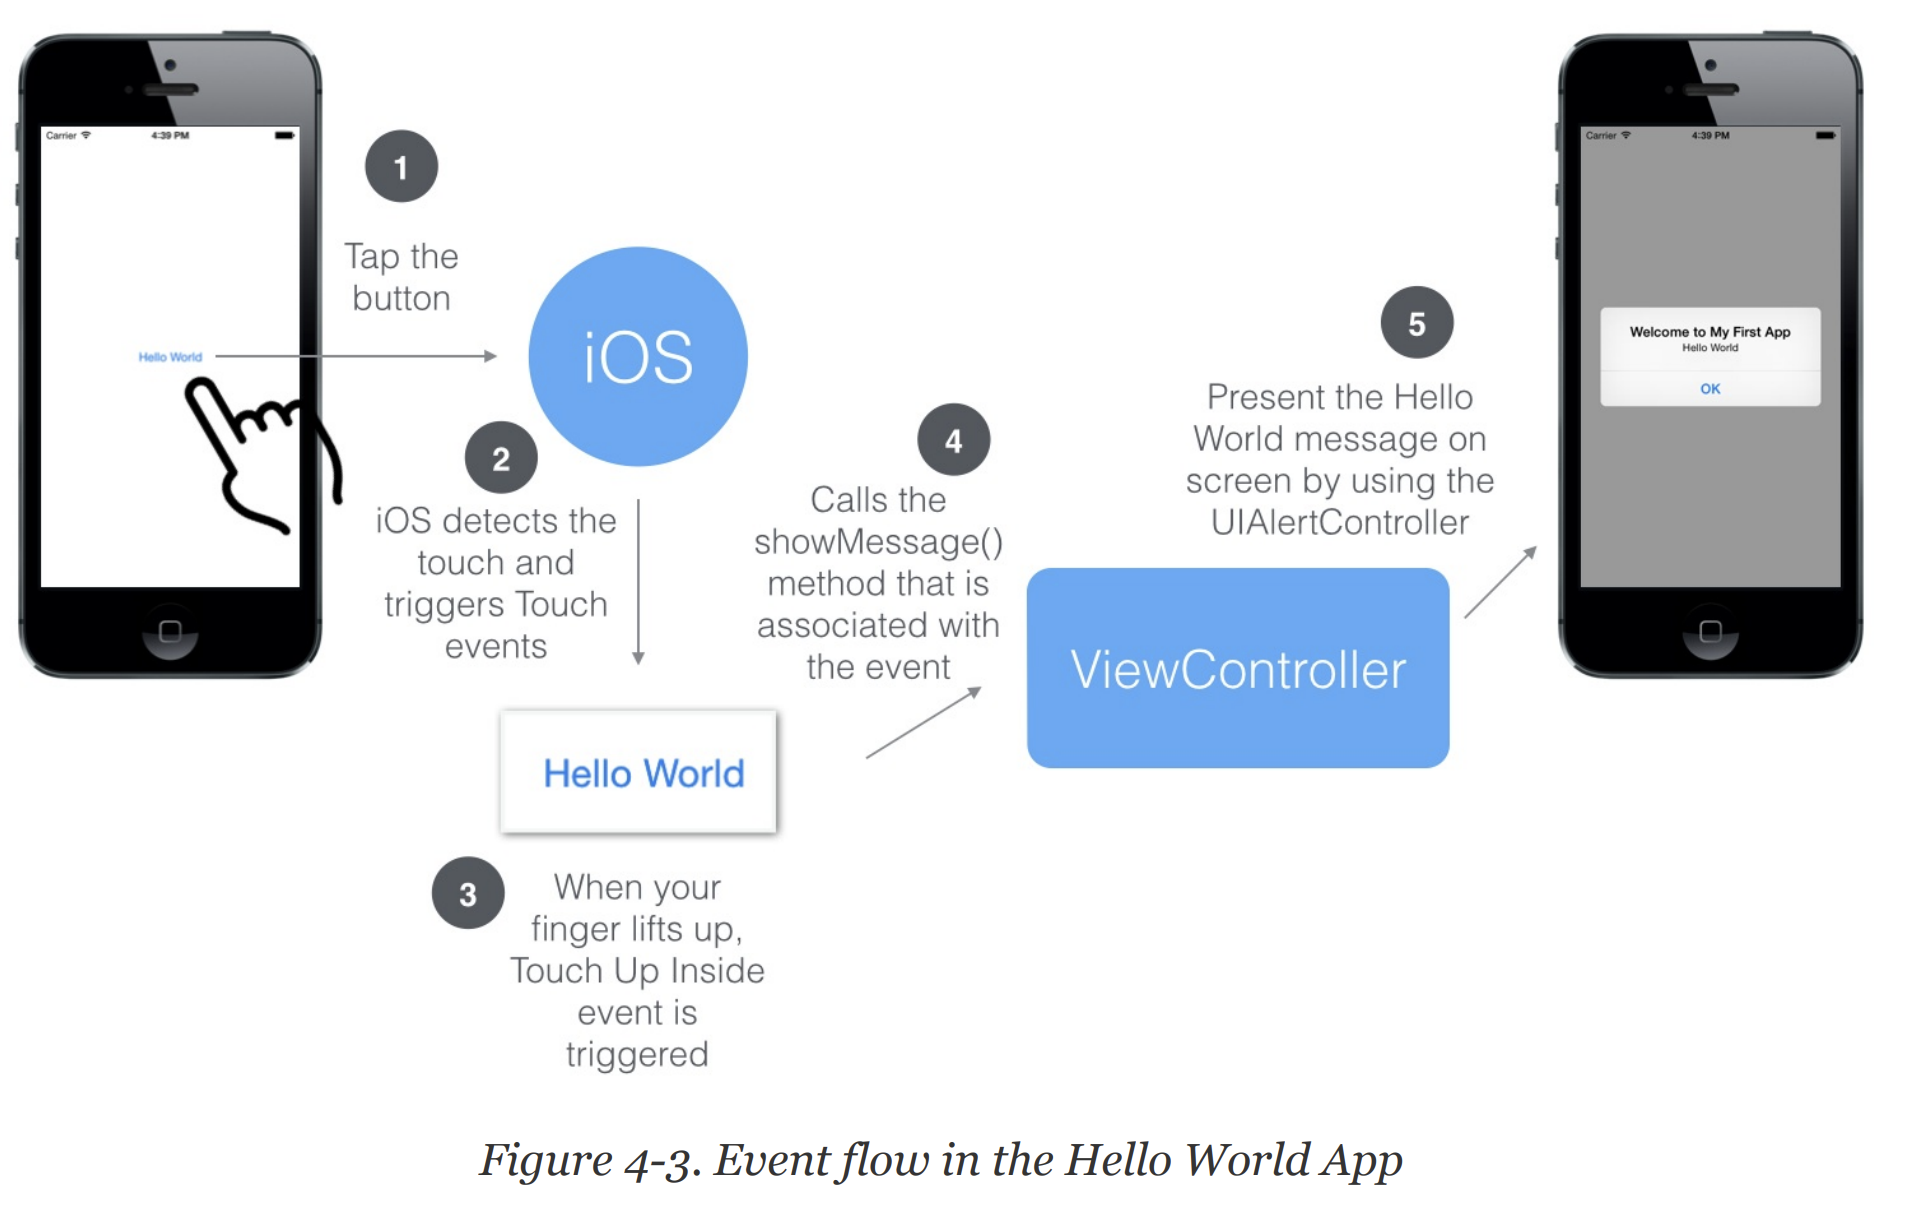 Carrier 4:39 PM
Hello World
1
Tap the
button
iOS
2
iOS detects the
touch and
triggers Touch
events
Hello World
3
When your
finger lifts up,
Touch Up Inside
event is
triggered
4
Calls the
showMessage()
method that is
associated with
the event
ViewController
5
Present the Hello
World message on
screen by using the
UIAlertController
Carrier 4:39 PM
Welcome to My First App
Hello World
OK
Figure 4-3. Event flow in the Hello World App